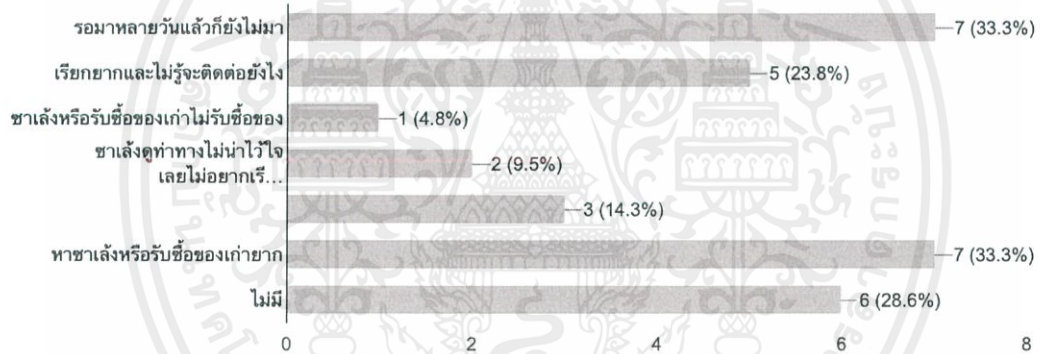 รอมาหลายวันแล้วก็ยังไม่มา
7 (33.3%)
เรียกยากและไม่รู้จะติดต่อยังไง
5 (23.8%)
ซาเล้งหรือรับซื้อของเก่าไม่รับซื้อของ
1 (4.8%)
ซาเล้งดูท่าทางไม่น่าไว้ใจ
เลยไม่อยากเรี...
2 (9.5%)
3 (14.3%)
หาซาเล้งหรือรับซื้อของเก่ายาก
7 (33.3%)
ไม่มี
6 (28.6%)
0 2 4 6 8